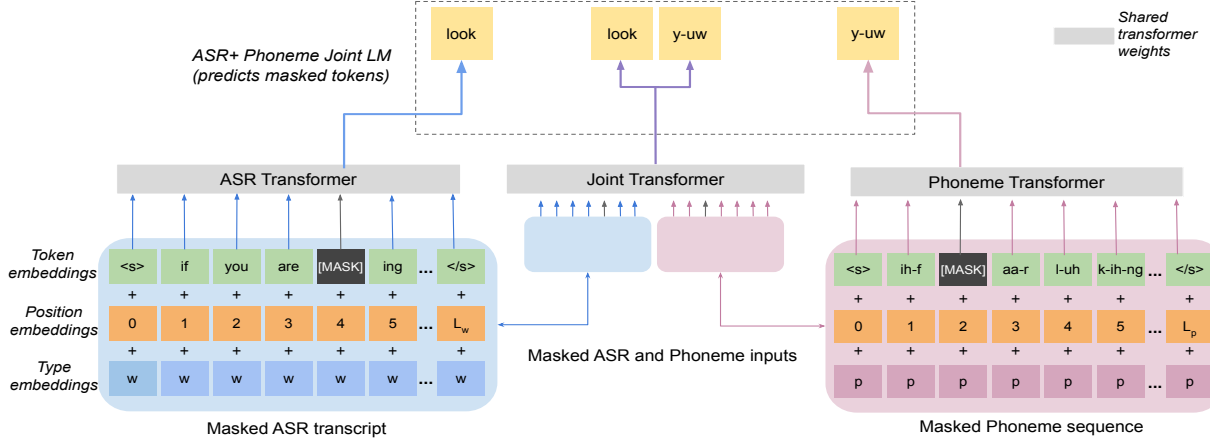 look
look y-uw
y-uw
Shared
transformer
weights
ASR+ Phoneme Joint LM
(predicts masked tokens)
ASR Transformer
Joint Transformer
Phoneme Transformer
Token
embeddings
<s> if you are [MASK] ing ... </s>
+ + + + + + +
Position
embeddings
0 1 2 3 4 5 ... L_w
+ + + + + + +
Type
embeddings
w w w w w w ... w
Masked ASR transcript
Masked ASR and Phoneme inputs
<s> ih-f [MASK] aa-r l-uh k-ih-ng ... </s>
+ + + + + + +
0 1 2 3 4 5 ... L_p
+ + + + + + +
p p p p p p ... p
Masked Phoneme sequence